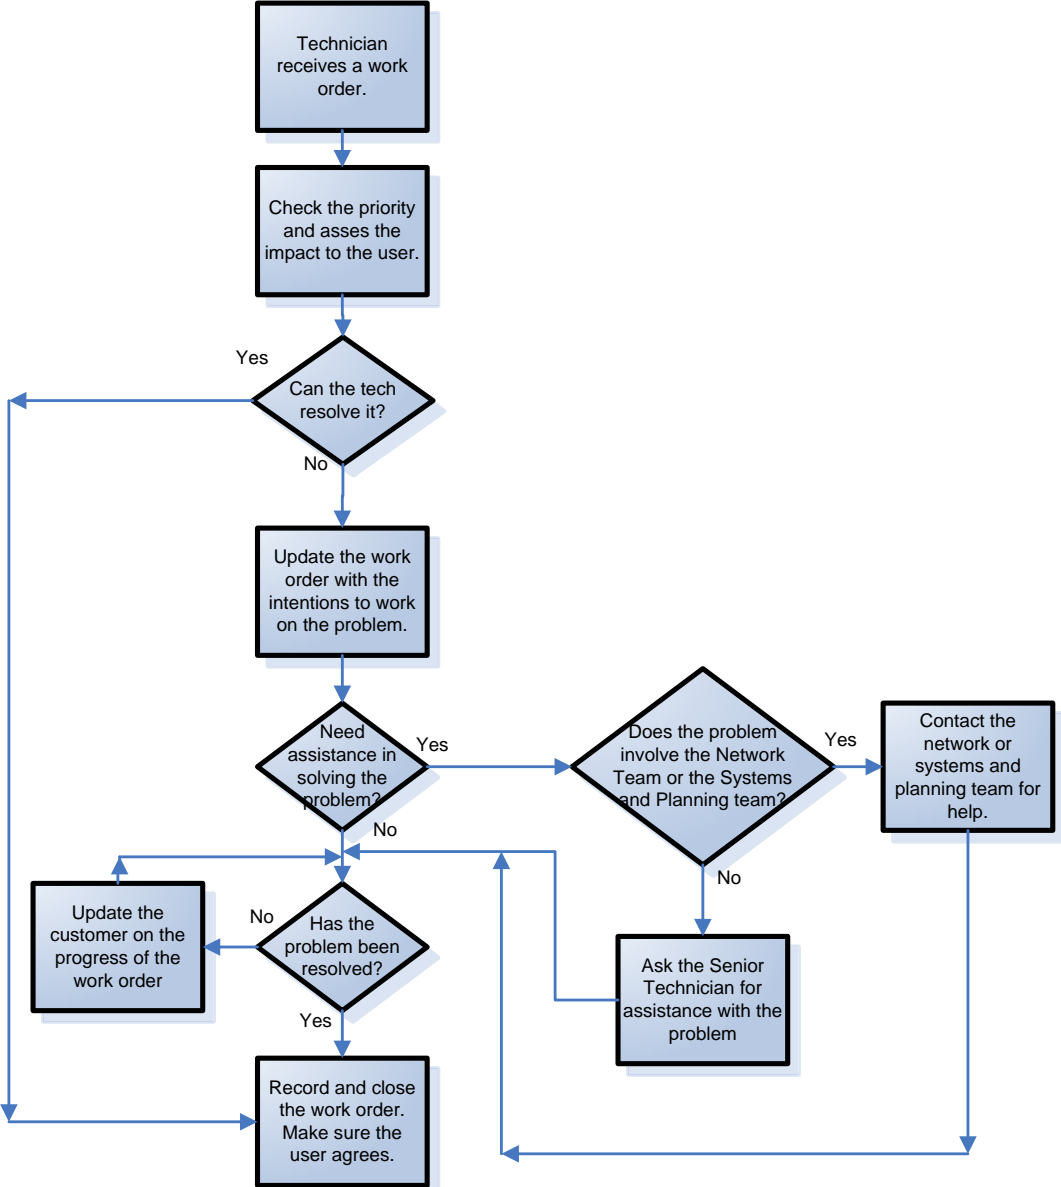 Technician
receives a work
order.
Check the priority
and asses the
impact to the user.
Yes
Can the tech
resolve it?
No
Update the work
order with the
intentions to work
on the problem.
Need
assistance in
solving the
problem?
Yes
No
Does the problem
involve the Network
Team or the Systems
and Planning team?
Yes
No
Contact the
network or
systems and
planning team for
help.
Ask the Senior
Technician for
assistance with the
problem
Has the
problem been
resolved?
No
Yes
Update the
customer on the
progress of the
work order
Record and close
the work order.
Make sure the
user agrees.